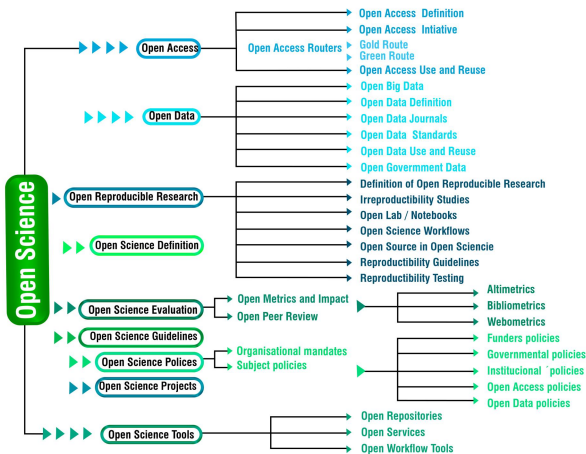 Open Science
Open Access
Open Access Definition
Open Access Intiative
Open Access Routers
Gold Route
Green Route
Open Access Use and Reuse
Open Data
Open Big Data
Open Data Definition
Open Data Journals
Open Data Standards
Open Data Use and Reuse
Open Govermment Data
Open Reproducible Research
Definition of Open Reproducible Research
Irreproductibility Studies
Open Lab / Notebooks
Open Science Workflows
Open Source in Open Sciencie
Reproductibility Guidelines
Reproductibility Testing
Open Science Definition
Open Science Evaluation
Open Metrics and Impact
Open Peer Review
Altimetrics
Bibliometrics
Webometrics
Open Science Guidelines
Open Science Polices
Organisational mandates
Subject policies
Funders policies
Governmental policies
Institucional ´policies
Open Access policies
Open Data policies
Open Science Projects
Open Science Tools
Open Repositories
Open Services
Open Workflow Tools